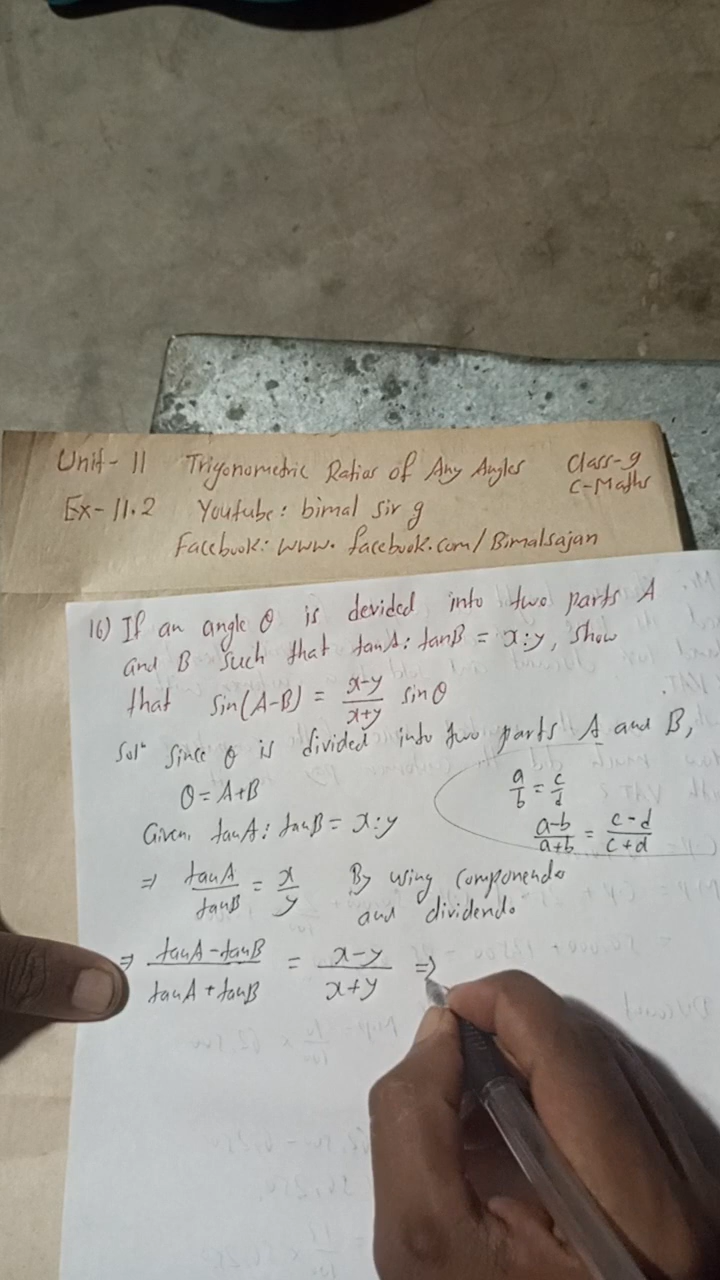 Unit-11 Trigonometric Ratios of Any Angles Class-9
C-Maths
Ex-11.2 Youtube: bimal sir g
Facebook: www.facebook.com/Bimalsajan
16) If an angle θ is devided into two parts A
and B such that tanA: tanB = x:y, show
that sin(A-B) = x-y/x+y sinθ
Solⁿ Since θ is divided into two parts A and B,
θ = A+B
a/b = c/d
Given, tanA: tanB = x:y
a-b/a+b = c-d/c+d
⇒ tanA/tanB = x/y By using Componendo
and dividendo
⇒ tanA-tanB/tanA+tanB = x-y/x+y ⇒